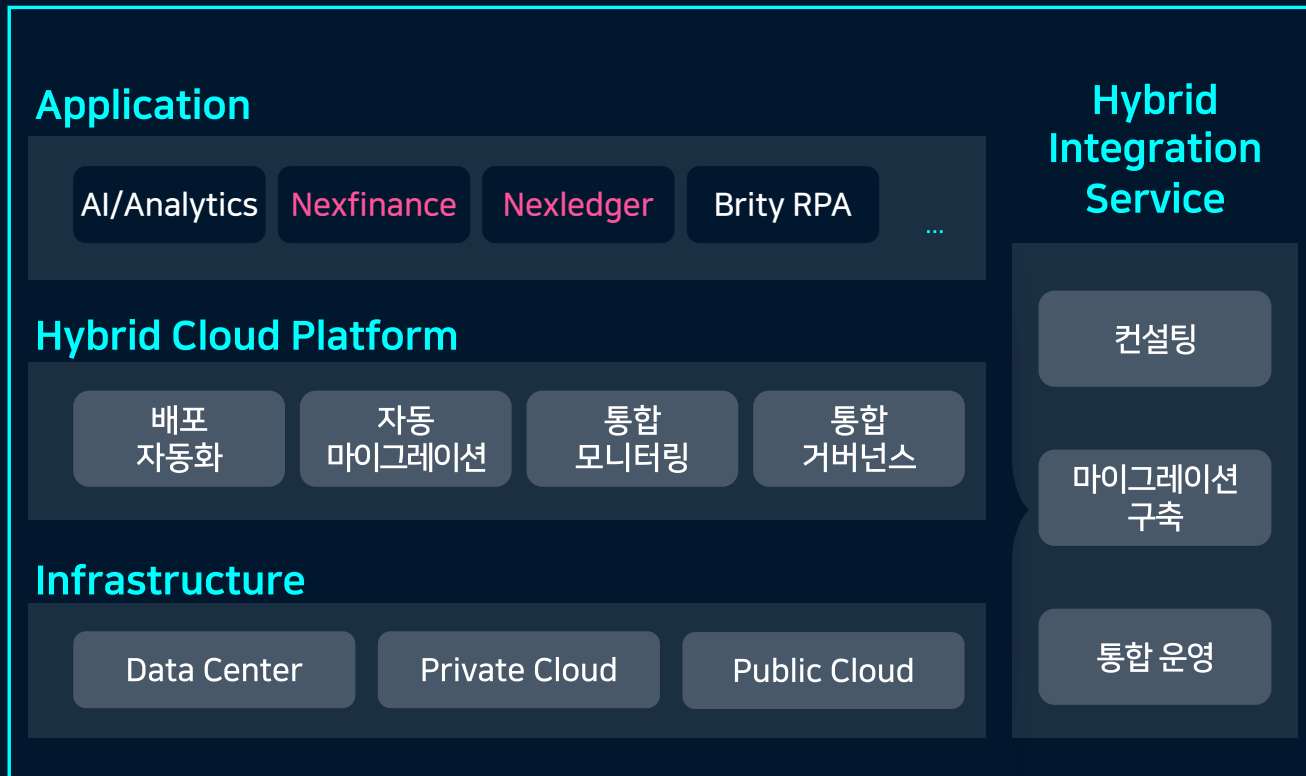 Application
AI/Analytics
Nexfinance
Nexledger
Brity RPA
...
Hybrid Cloud Platform
배포
자동화
자동
마이그레이션
통합
모니터링
통합
거버넌스
Infrastructure
Data Center
Private Cloud
Public Cloud
Hybrid
Integration
Service
컨설팅
마이그레이션
구축
통합 운영